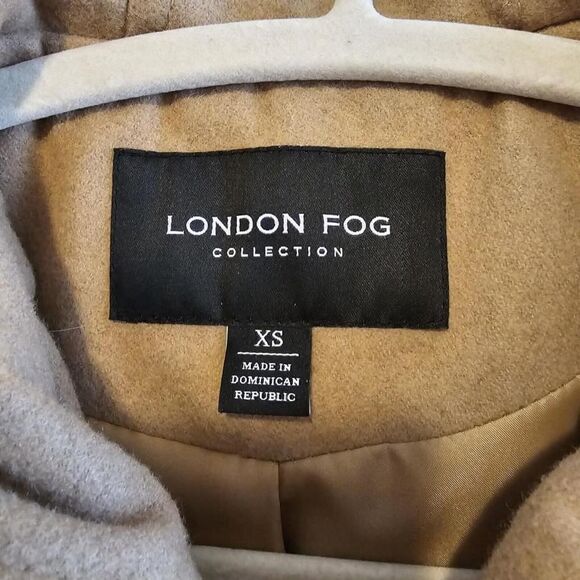 LONDON FOG
COLLECTION
XS
MADE IN
DOMINICAN
REPUBLIC